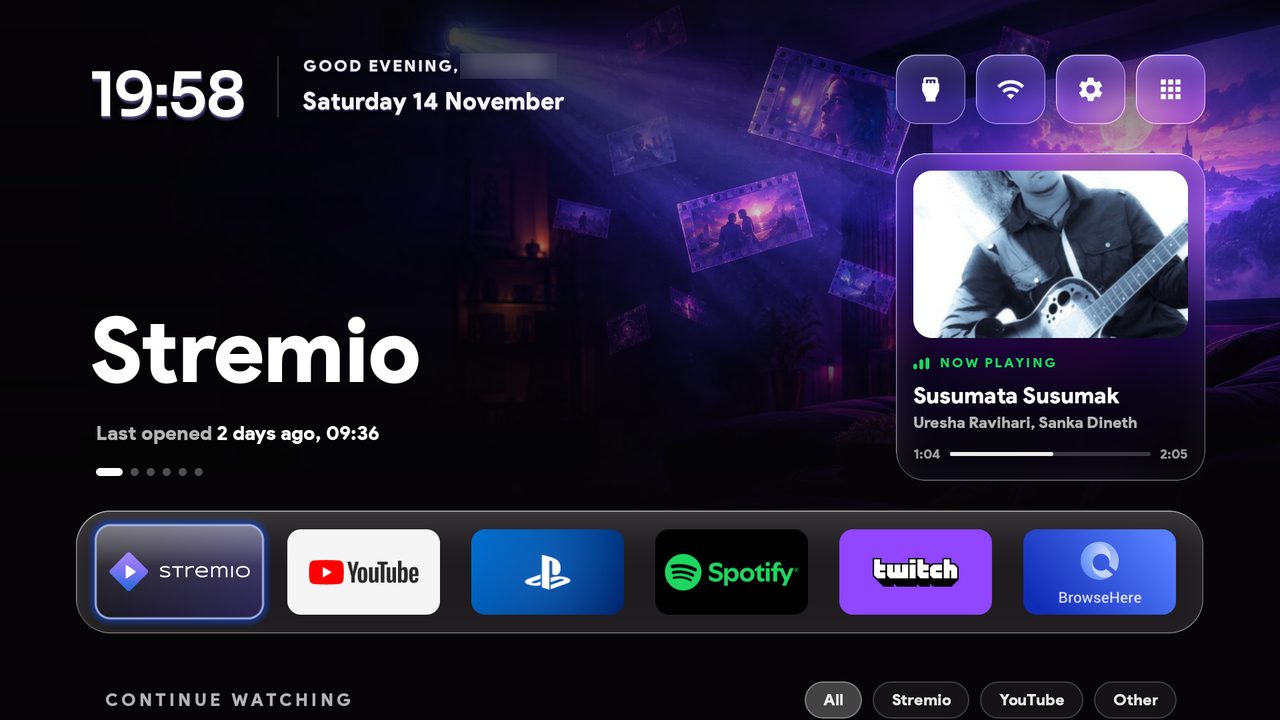 19:58
GOOD EVENING,
Saturday 14 November
NOW PLAYING
Susumata Susumak
Uresha Ravihari, Sanka Dineth
1:04 2:05
Stremio
Last opened 2 days ago, 09:36
stremio
YouTube
Spotify
twitch
BrowseHere
CONTINUE WATCHING
All Stremio YouTube Other